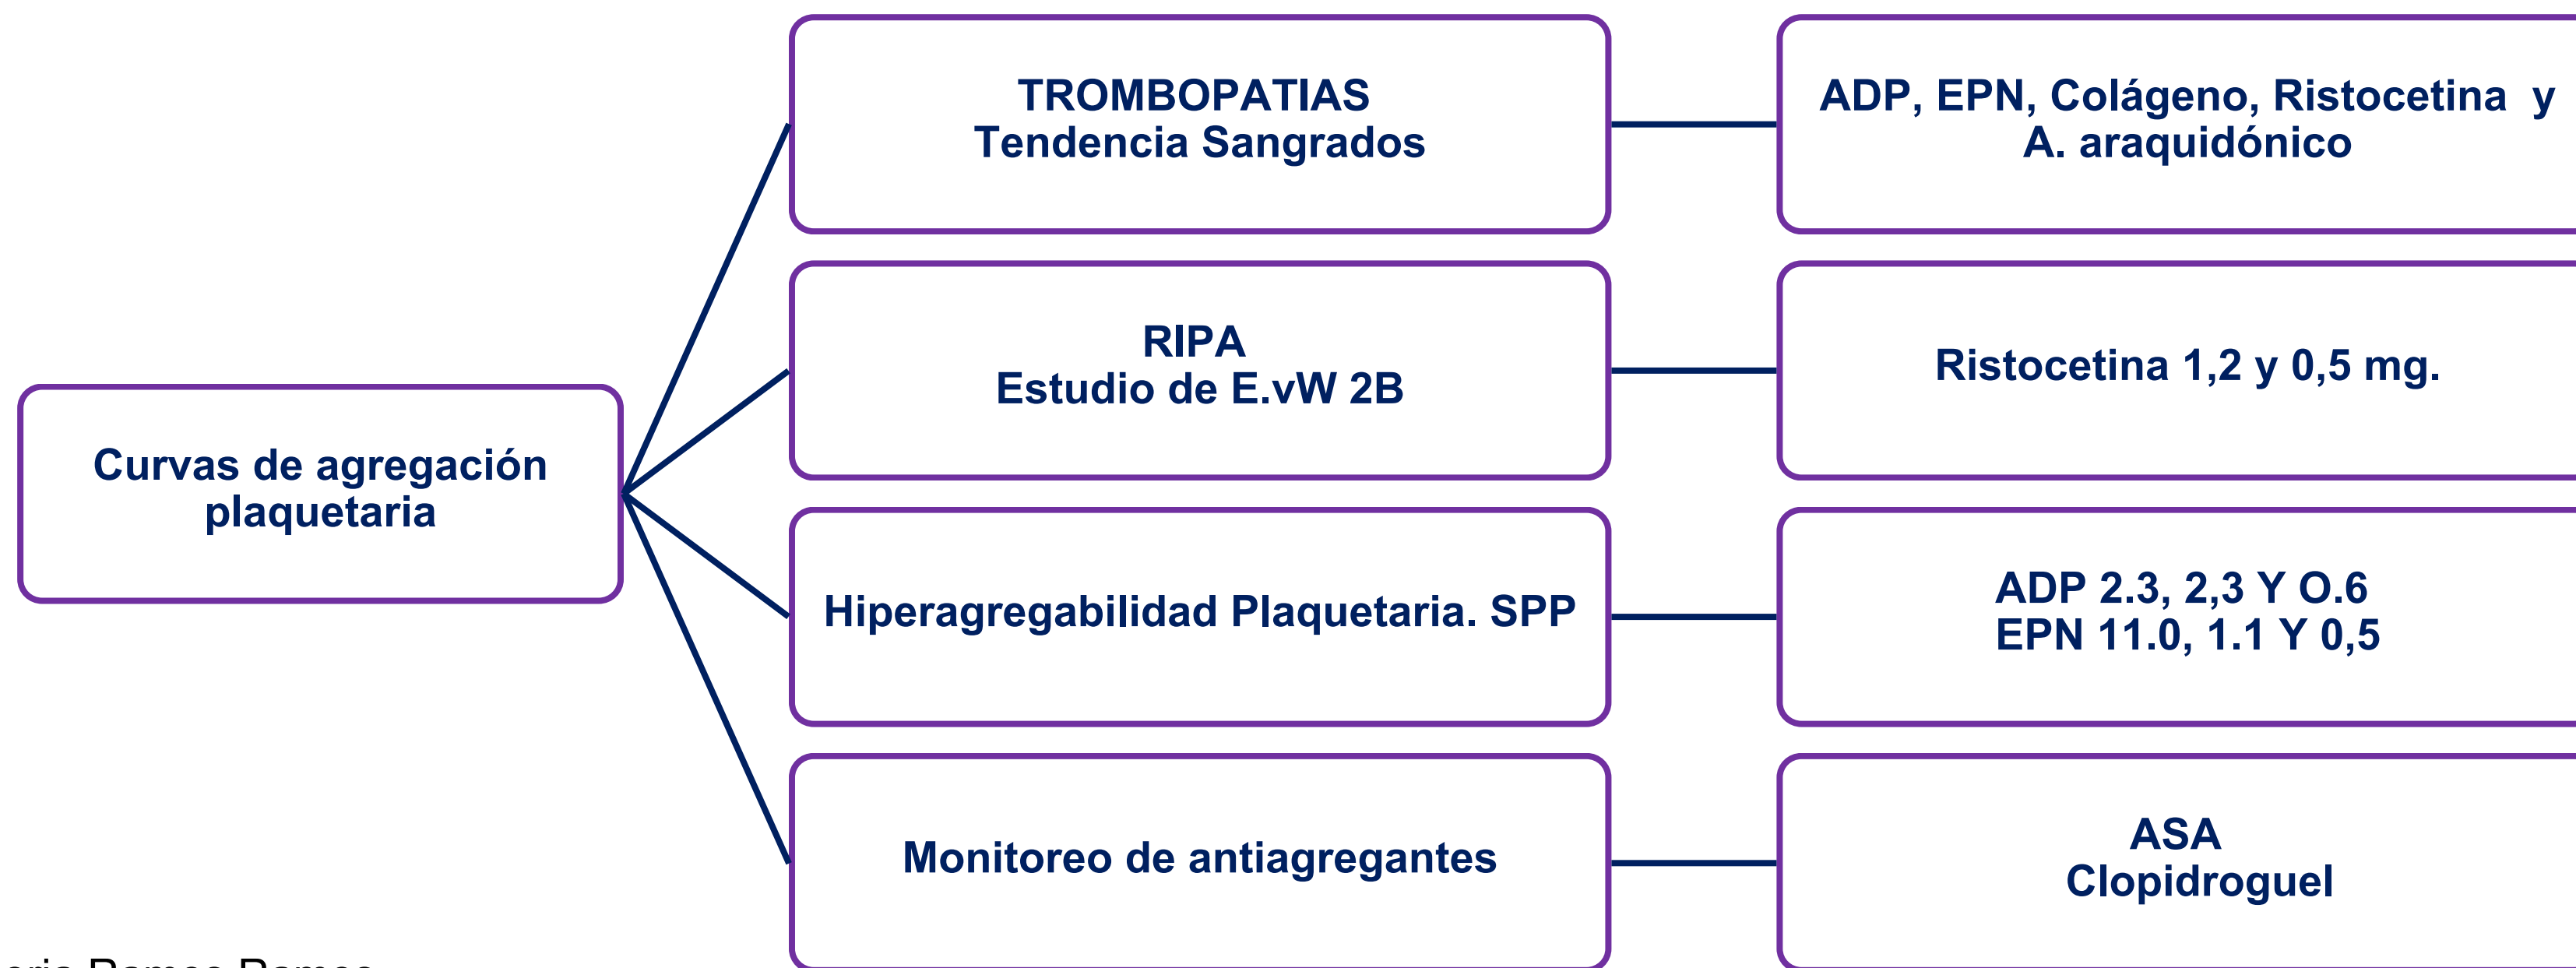 TROMBOPATIAS
Tendencia Sangrados
ADP, EPN, Colágeno, Ristocetina y
A. araquidónico
RIPA
Estudio de E.vW 2B
Ristocetina 1,2 y 0,5 mg.
Curvas de agregación
plaquetaria
Hiperagregabilidad Plaquetaria. SPP
ADP 2.3, 2,3 Y O.6
EPN 11.0, 1.1 Y 0,5
Monitoreo de antiagregantes
ASA
Clopidroguel
Ramos Ramos